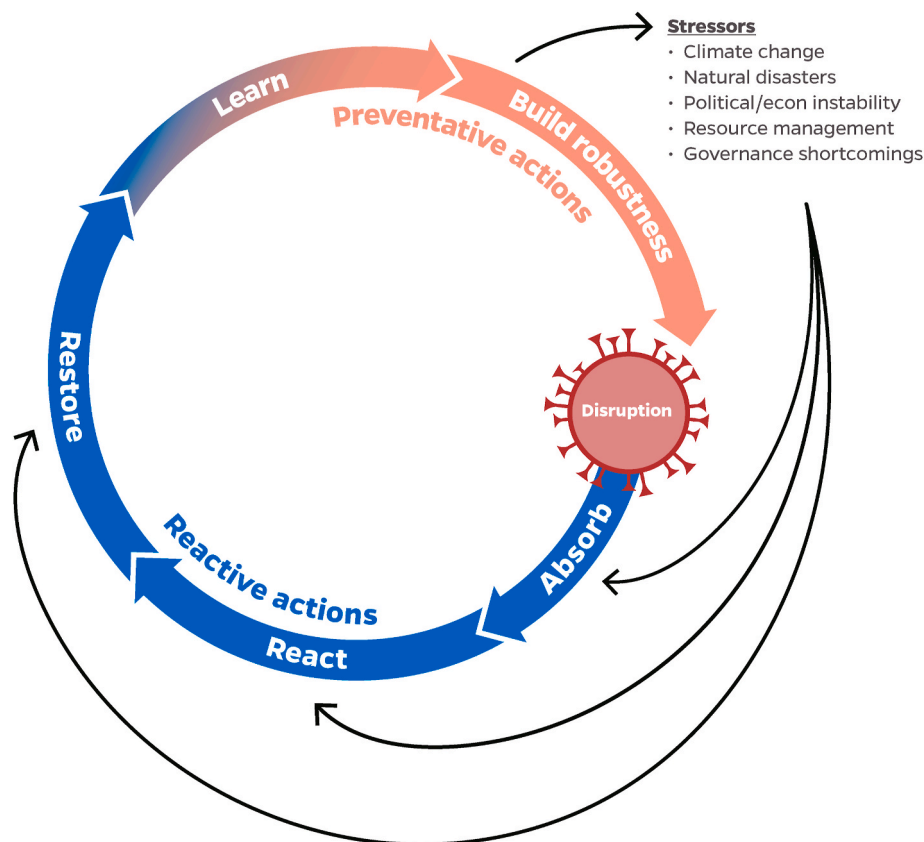 Stressors
· Climate change
· Natural disasters
· Political/econ instability
· Resource management
· Governance shortcomings
Learn
Build robustness
Preventative actions
Disruption
Absorb
React
Reactive actions
Restore